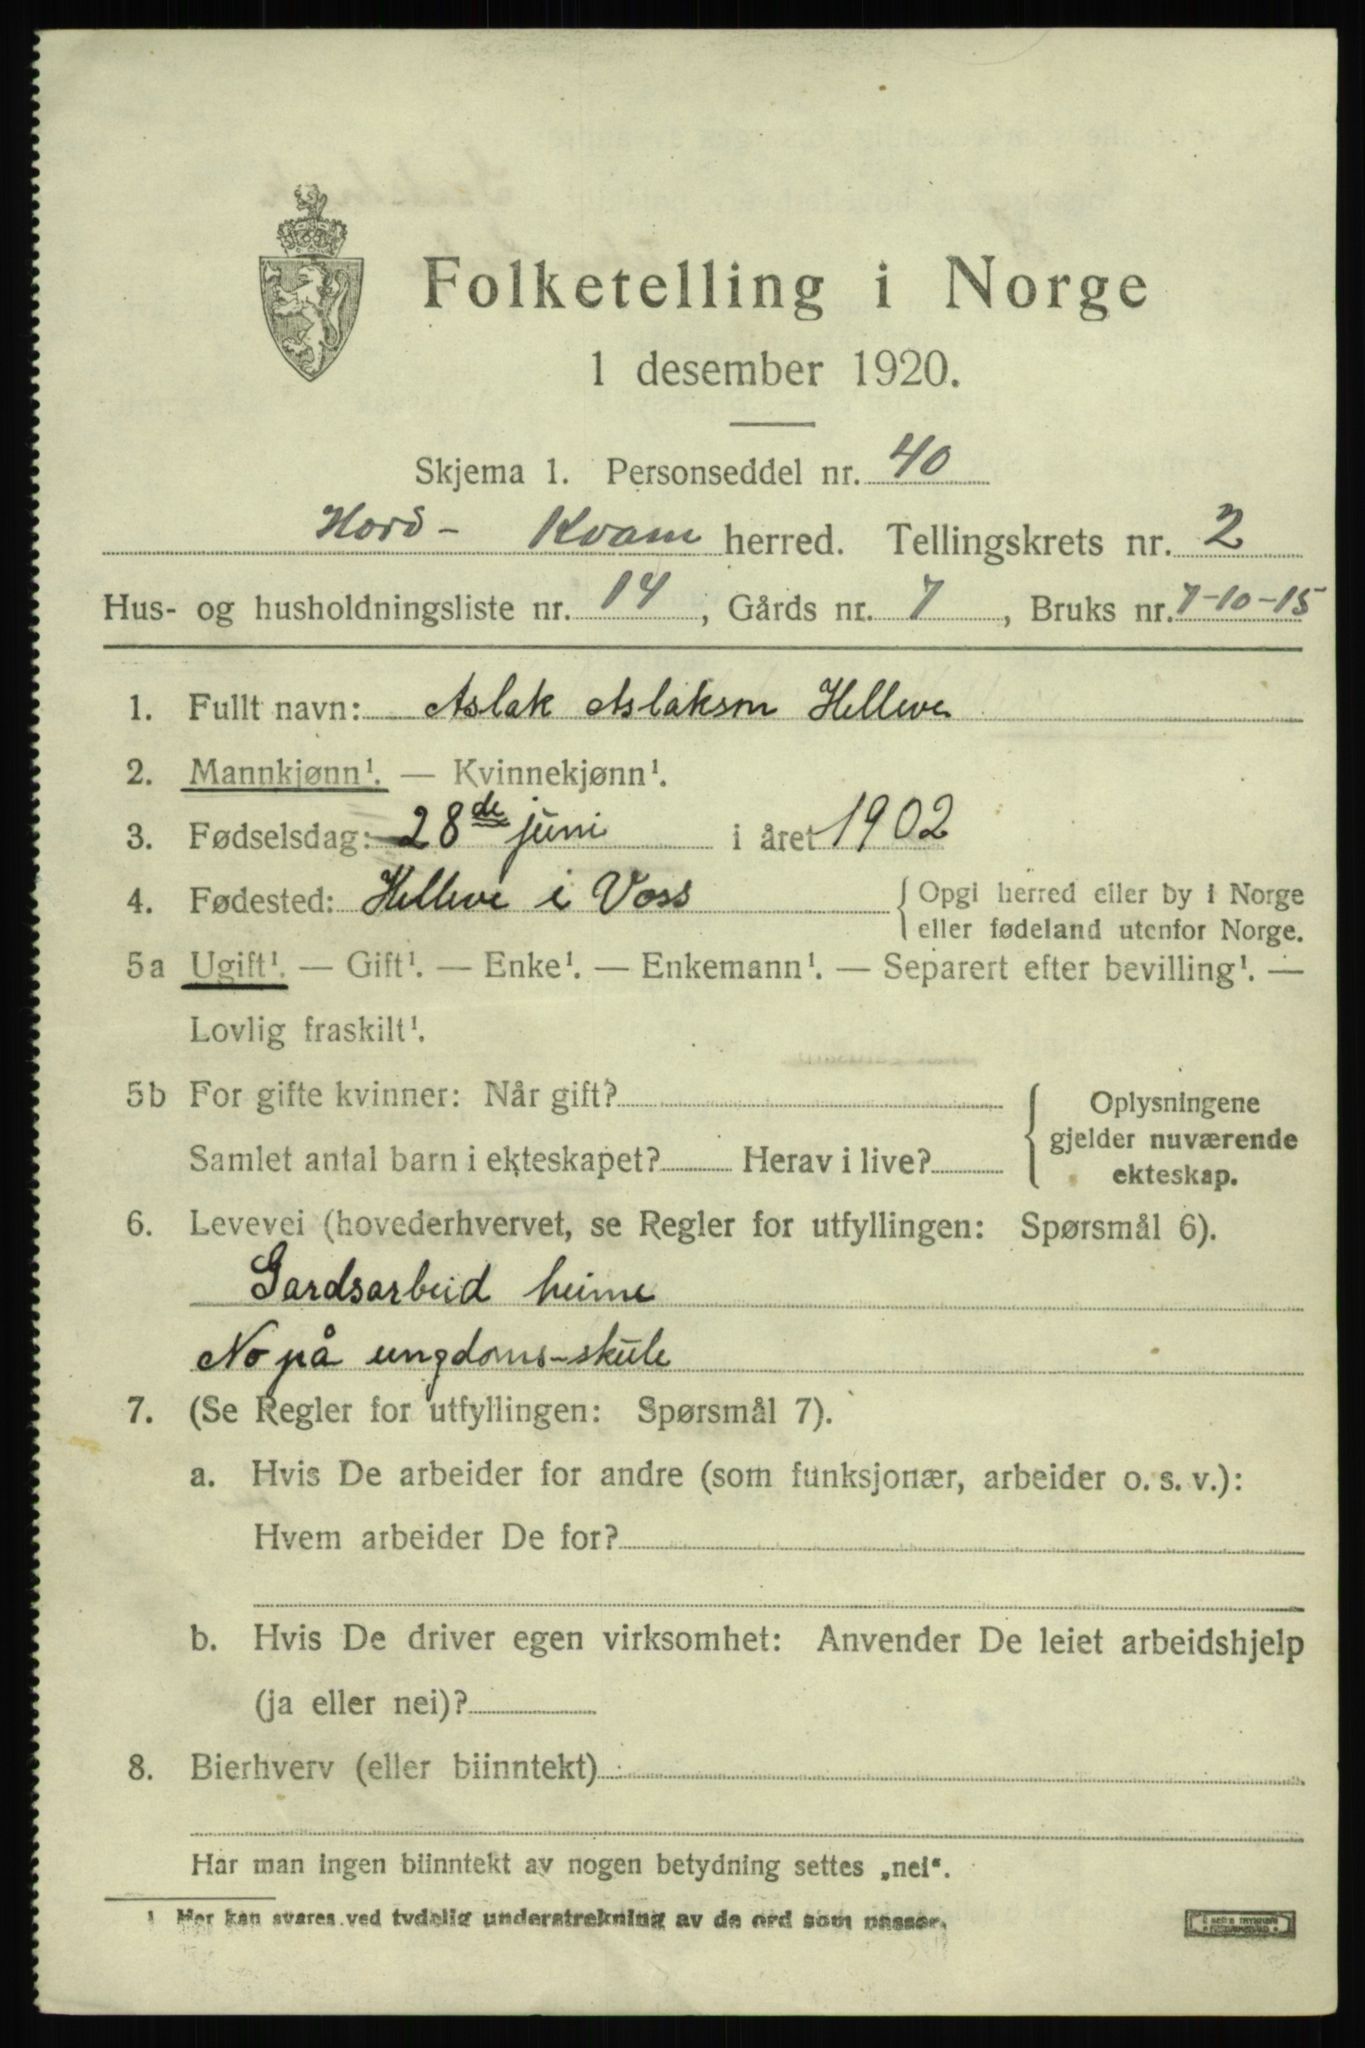 Folketelling i Norge
1 desember 1920.
Skjema 1. Personseddel nr. 40
Hord- Kvam herred. Tellingskrets nr. 2
Hus- og husholdningsliste nr. 14, Gårds nr. 7, Bruks nr. 7-10-15
1. Fullt navn: Aslak Aslakson Helleve
2. Mannkjønn¹. — Kvinnekjønn¹.
3. Fødselsdag: 28de juni i året 1902
4. Fødested: Helleve i Voss { Opgi herred eller by i Norge
eller fødeland utenfor Norge.
5a Ugift¹. — Gift¹. — Enke¹. — Enkemann¹. — Separert efter bevilling¹. —
Lovlig fraskilt¹.
5b For gifte kvinner: Når gift?
Samlet antal barn i ekteskapet? Herav i live?
Oplysningene
gjelder nuværende
ekteskap.
6. Levevei (hovederhvervet, se Regler for utfyllingen: Spørsmål 6).
Gardsarbeid heime
No på ungdoms-skule
7. (Se Regler for utfyllingen: Spørsmål 7).
a. Hvis De arbeider for andre (som funksjonær, arbeider o. s. v.):
Hvem arbeider De for?
b. Hvis De driver egen virksomhet: Anvender De leiet arbeidshjelp
(ja eller nei)?
8. Bierhverv (eller biinntekt)
Har man ingen biinntekt av nogen betydning settes „nei“.
¹ Her kan svares ved tydelig understrekning av de ord som passer.